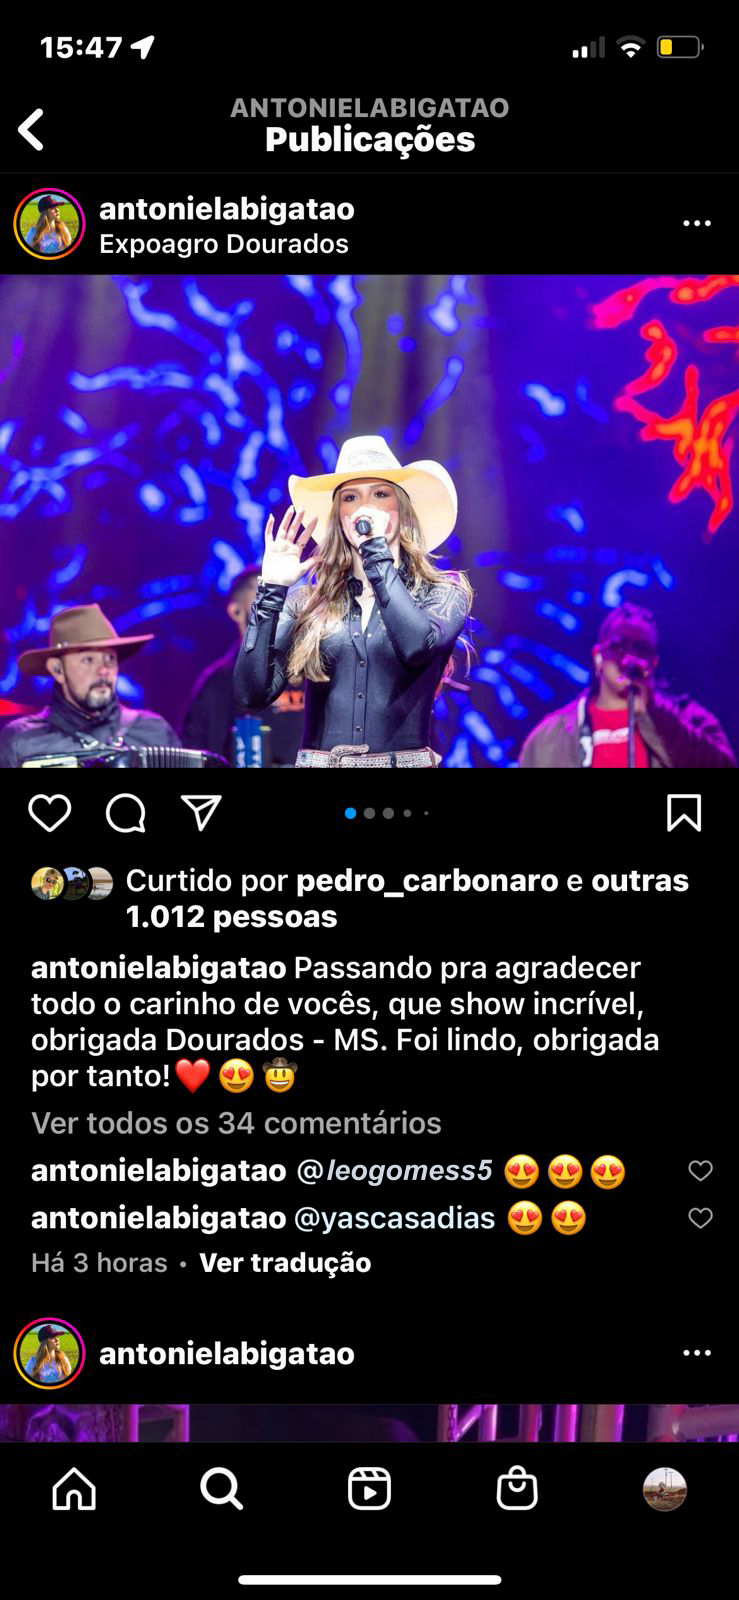 15:47
ANTONIELABIGATAO
Publicações
antonielabigatao
Expoagro Dourados
Curtido por pedro_carbonaro e outras
1.012 pessoas
antonielabigatao Passando pra agradecer
todo o carinho de vocês, que show incrível,
obrigada Dourados - MS. Foi lindo, obrigada
por tanto!❤️😍🤠
Ver todos os 34 comentários
antonielabigatao @leogomess5 😍😍😍
antonielabigatao @yascasadias 😍😍
Há 3 horas • Ver tradução
antonielabigatao